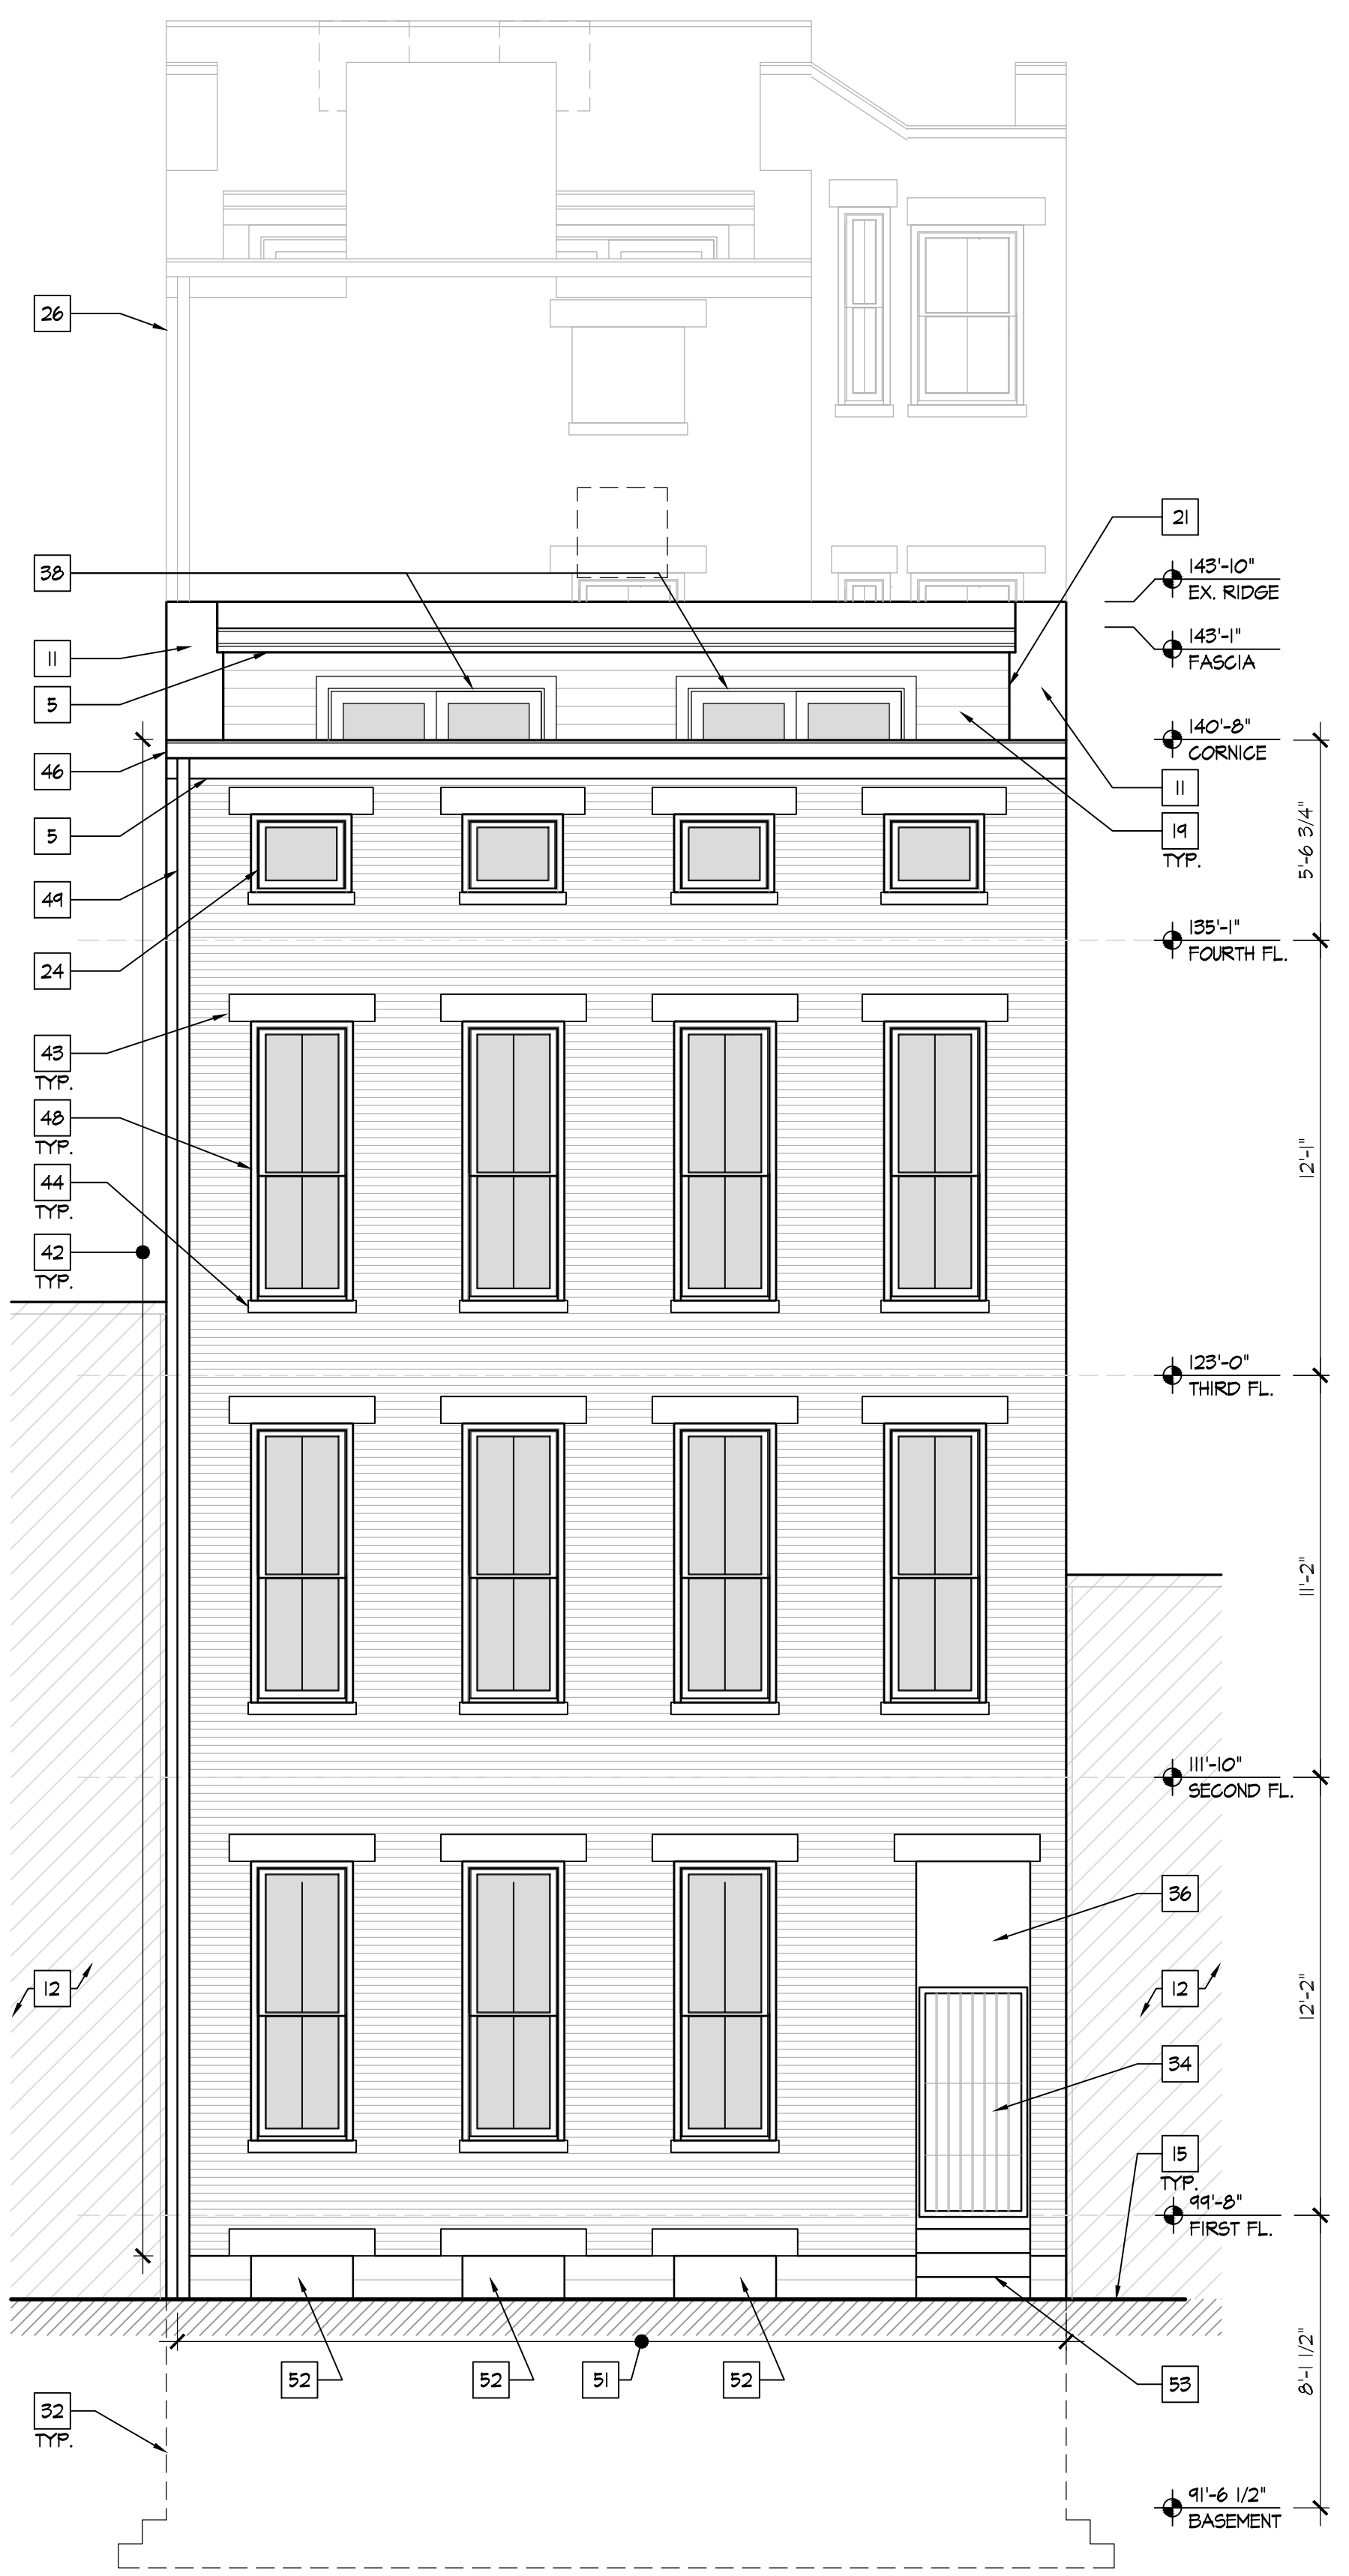 26
21
38
143'-10"
EX. RIDGE
143'-1"
FASCIA
11
5
140'-8"
CORNICE
46
11
5
19
TYP.
5'-6 3/4"
49
135'-1"
FOURTH FL.
24
43
TYP.
48
TYP.
12'-1"
44
TYP.
42
TYP.
123'-0"
THIRD FL.
11'-2"
111'-10"
SECOND FL.
36
12
12
12'-2"
34
15
TYP.
99'-8"
FIRST FL.
52
52
51
52
53
8'-1 1/2"
32
TYP.
91'-6 1/2"
BASEMENT